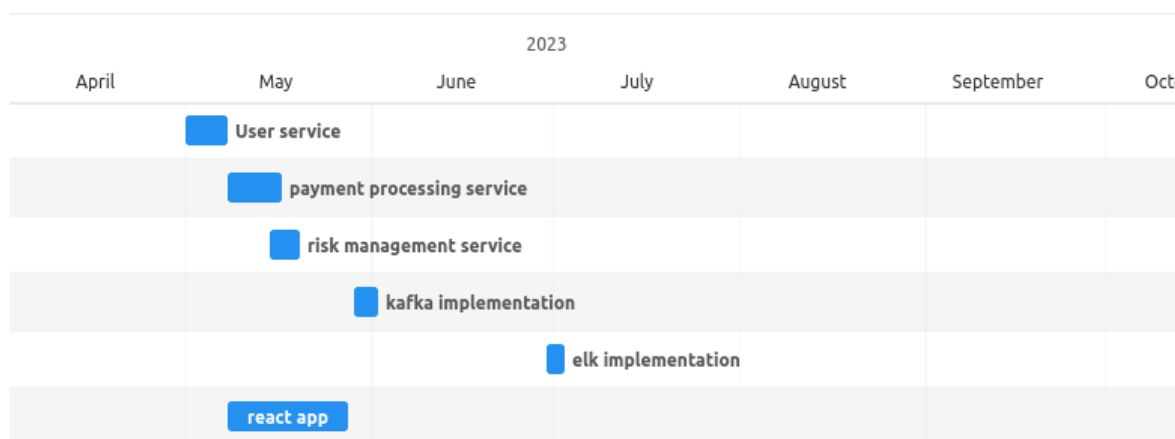 2023
April May June July August September Oct
User service
payment processing service
risk management service
kafka implementation
elk implementation
react app